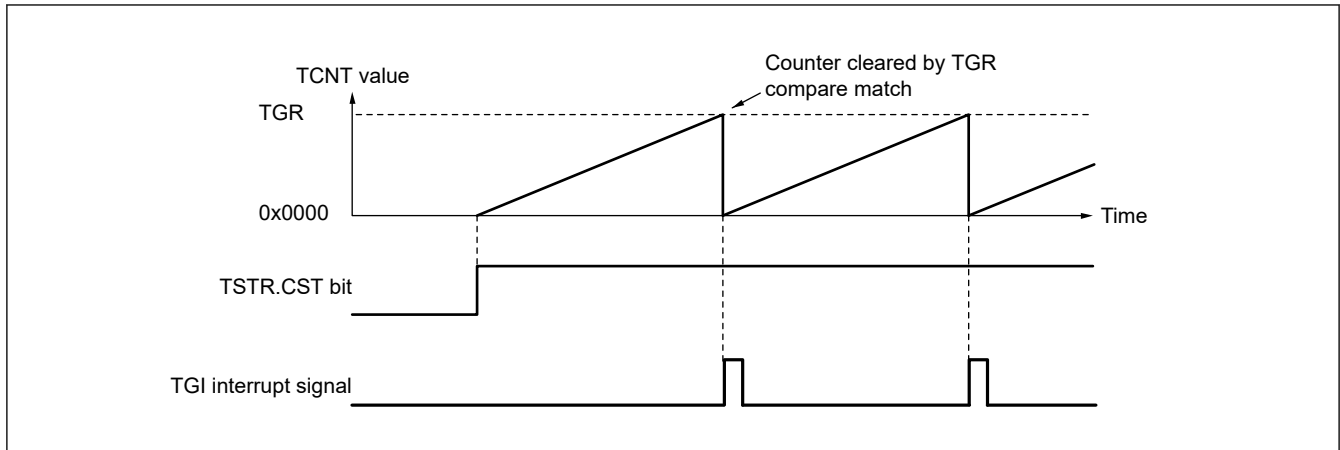 Counter cleared by TGR
compare match
TCNT value
TGR
0x0000
Time
TSTR.CST bit
TGI interrupt signal